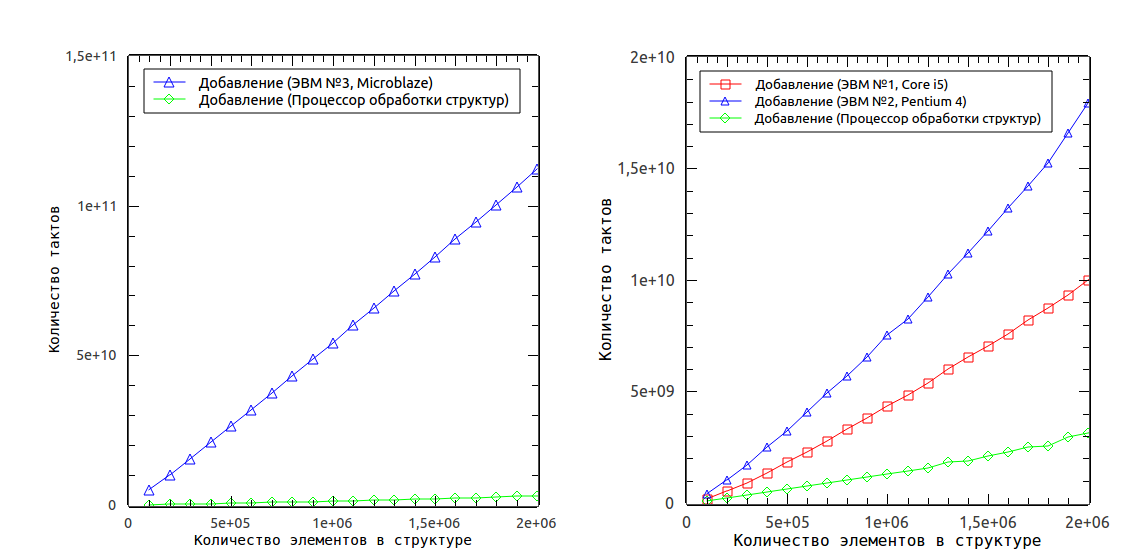 1,5e+11
1e+11
5e+10
0
Количество тактов
Добавление (ЭВМ №3, Microblaze)
Добавление (Процессор обработки структур)
0 5e+05 1e+06 1,5e+06 2e+06
Количество элементов в структуре
2e+10
1,5e+10
1e+10
5e+09
0
Количество тактов
Добавление (ЭВМ №1, Core i5)
Добавление (ЭВМ №2, Pentium 4)
Добавление (Процессор обработки структур)
0 5e+05 1e+06 1,5e+06 2e+06
Количество элементов в структуре